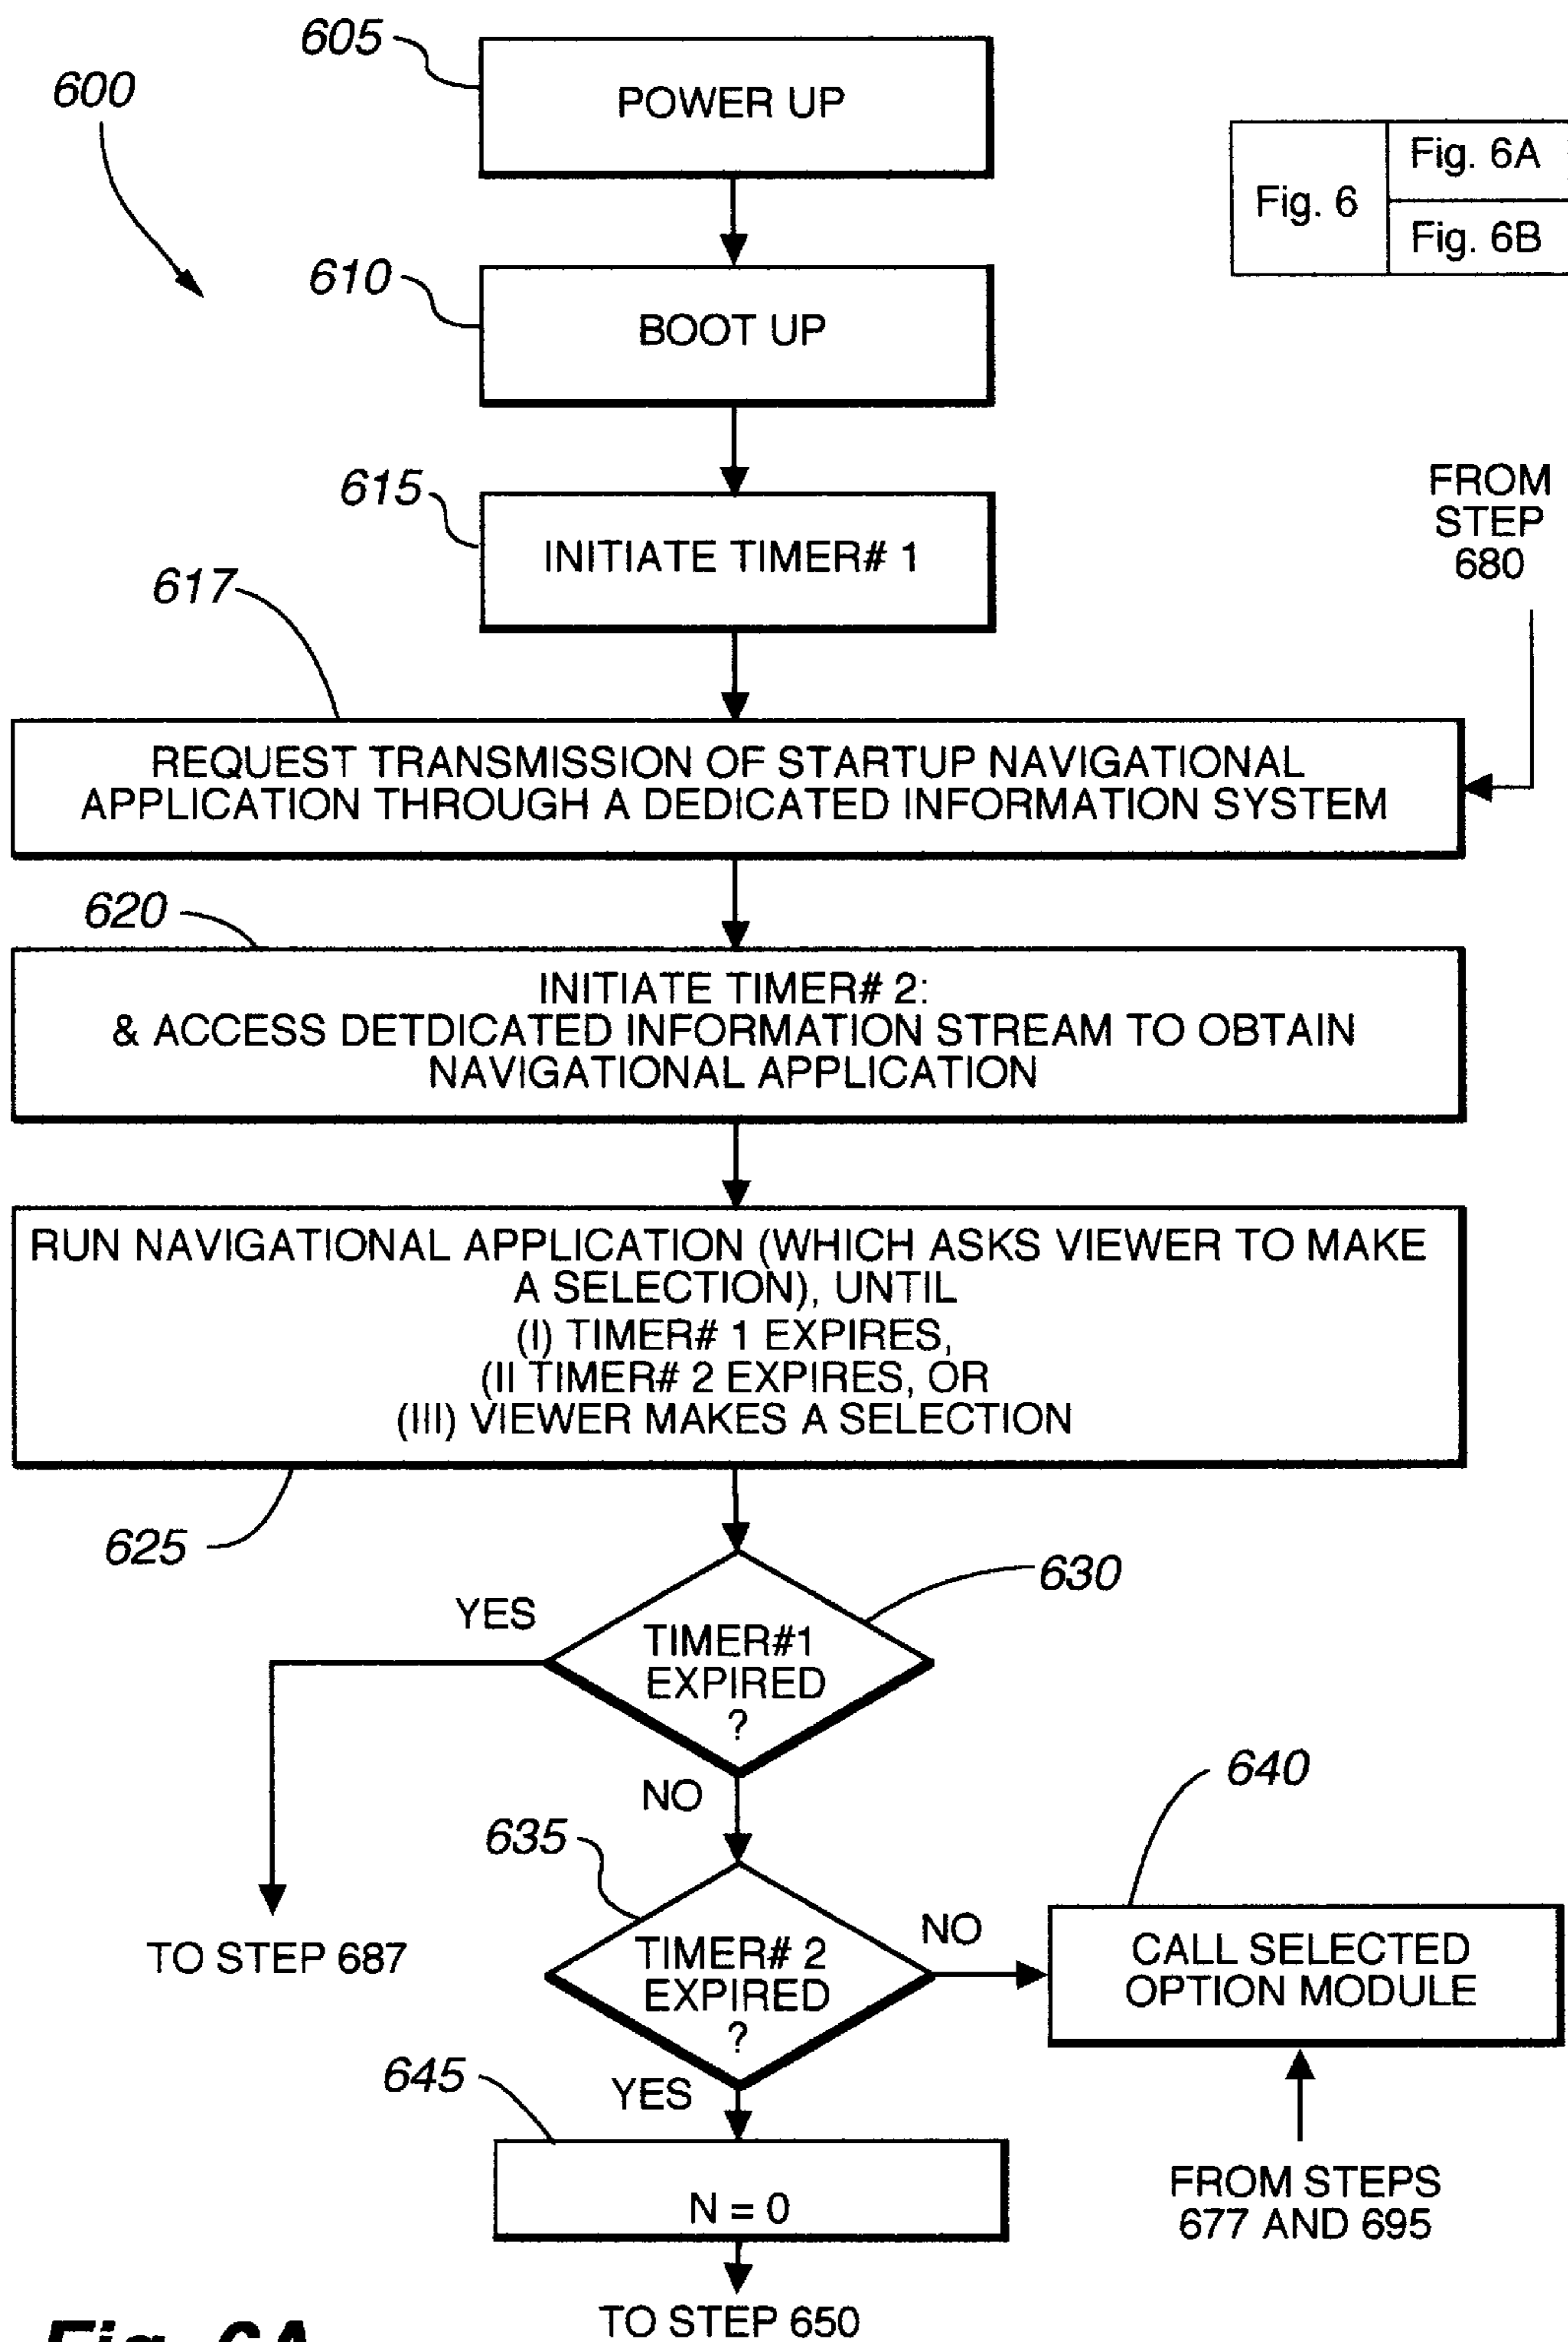 605
600
POWER UP
Fig. 6
Fig. 6A
Fig. 6B
610
BOOT UP
615
INITIATE TIMER# 1
FROM
STEP
680
617
REQUEST TRANSMISSION OF STARTUP NAVIGATIONAL
APPLICATION THROUGH A DEDICATED INFORMATION SYSTEM
620
INITIATE TIMER# 2:
& ACCESS DETDICATED INFORMATION STREAM TO OBTAIN
NAVIGATIONAL APPLICATION
RUN NAVIGATIONAL APPLICATION (WHICH ASKS VIEWER TO MAKE
A SELECTION), UNTIL
(I) TIMER# 1 EXPIRES,
(II TIMER# 2 EXPIRES, OR
(III) VIEWER MAKES A SELECTION
625
630
YES
TIMER#1
EXPIRED
?
NO
TO STEP 687
635
640
TIMER# 2
EXPIRED
?
NO
CALL SELECTED
OPTION MODULE
YES
645
N = 0
FROM STEPS
677 AND 695
TO STEP 650
Fig. 6A